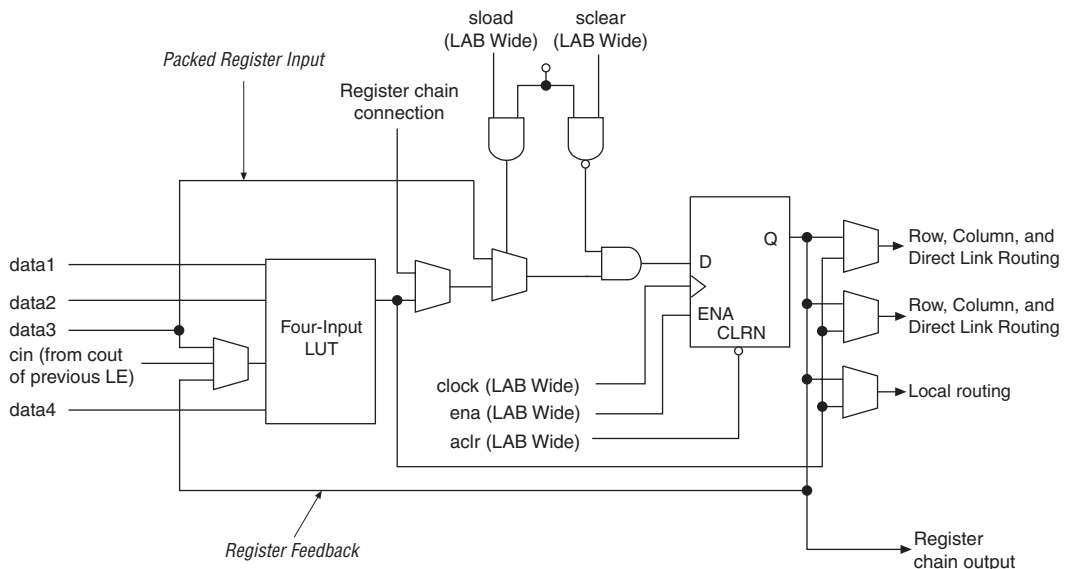 sload
(LAB Wide)
sclear
(LAB Wide)
Packed Register Input
Register chain
connection
data1
data2
data3
cin (from cout
of previous LE)
data4
Four-Input
LUT
Q
D
ENA
CLRN
clock (LAB Wide)
ena (LAB Wide)
aclr (LAB Wide)
Row, Column, and
Direct Link Routing
Row, Column, and
Direct Link Routing
Local routing
Register Feedback
Register
chain output